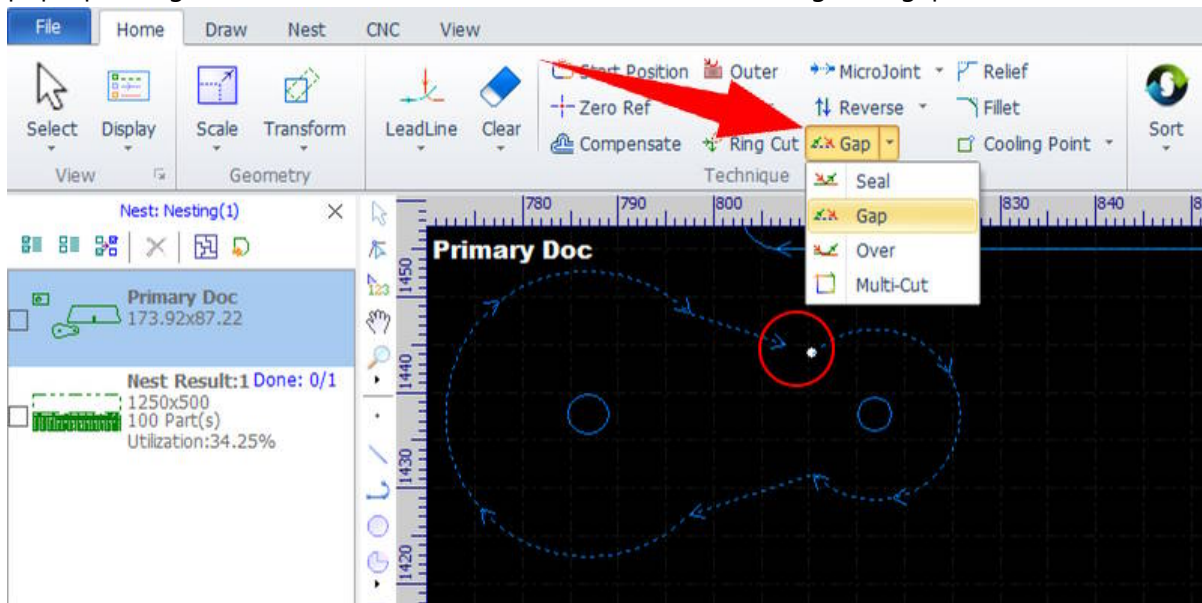 File Home Draw Nest CNC View
Start Position Outer MicroJoint Relief
Zero Ref Reverse Fillet
Select Display Scale Transform LeadLine Clear Compensate Ring Cut Gap Cooling Point Sort
View Geometry Technique
Seal
Gap
Over
Multi-Cut
Nest: Nesting(1)
Primary Doc
173.92x87.22
Nest Result:1 Done: 0/1
1250x500
100 Part(s)
Utilization:34.25%
123
780 790 800 830 840
1450
1440
1430
1420
Primary Doc